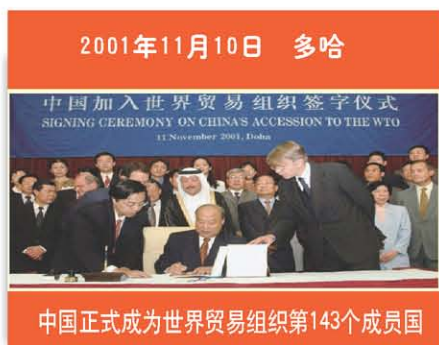 2001年11月10日 多哈
中国加入世界贸易组织签字仪式
SIGNING CEREMONY ON CHINA'S ACCESSION TO THE WTO
11 November 2001, Doha
中国正式成为世界贸易组织第143个成员国